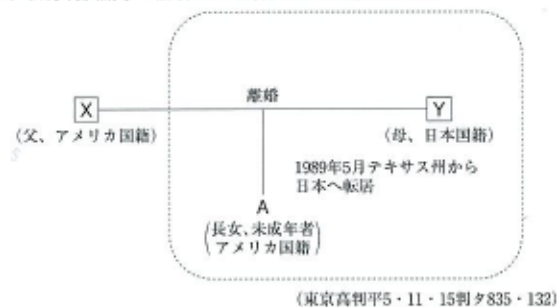 離婚
X
Y
(父、アメリカ国籍)
(母、日本国籍)
1989年5月テキサス州から
日本へ転居
A
(長女、未成年者
アメリカ国籍)
(東京高判平5・11・15判タ835・132)